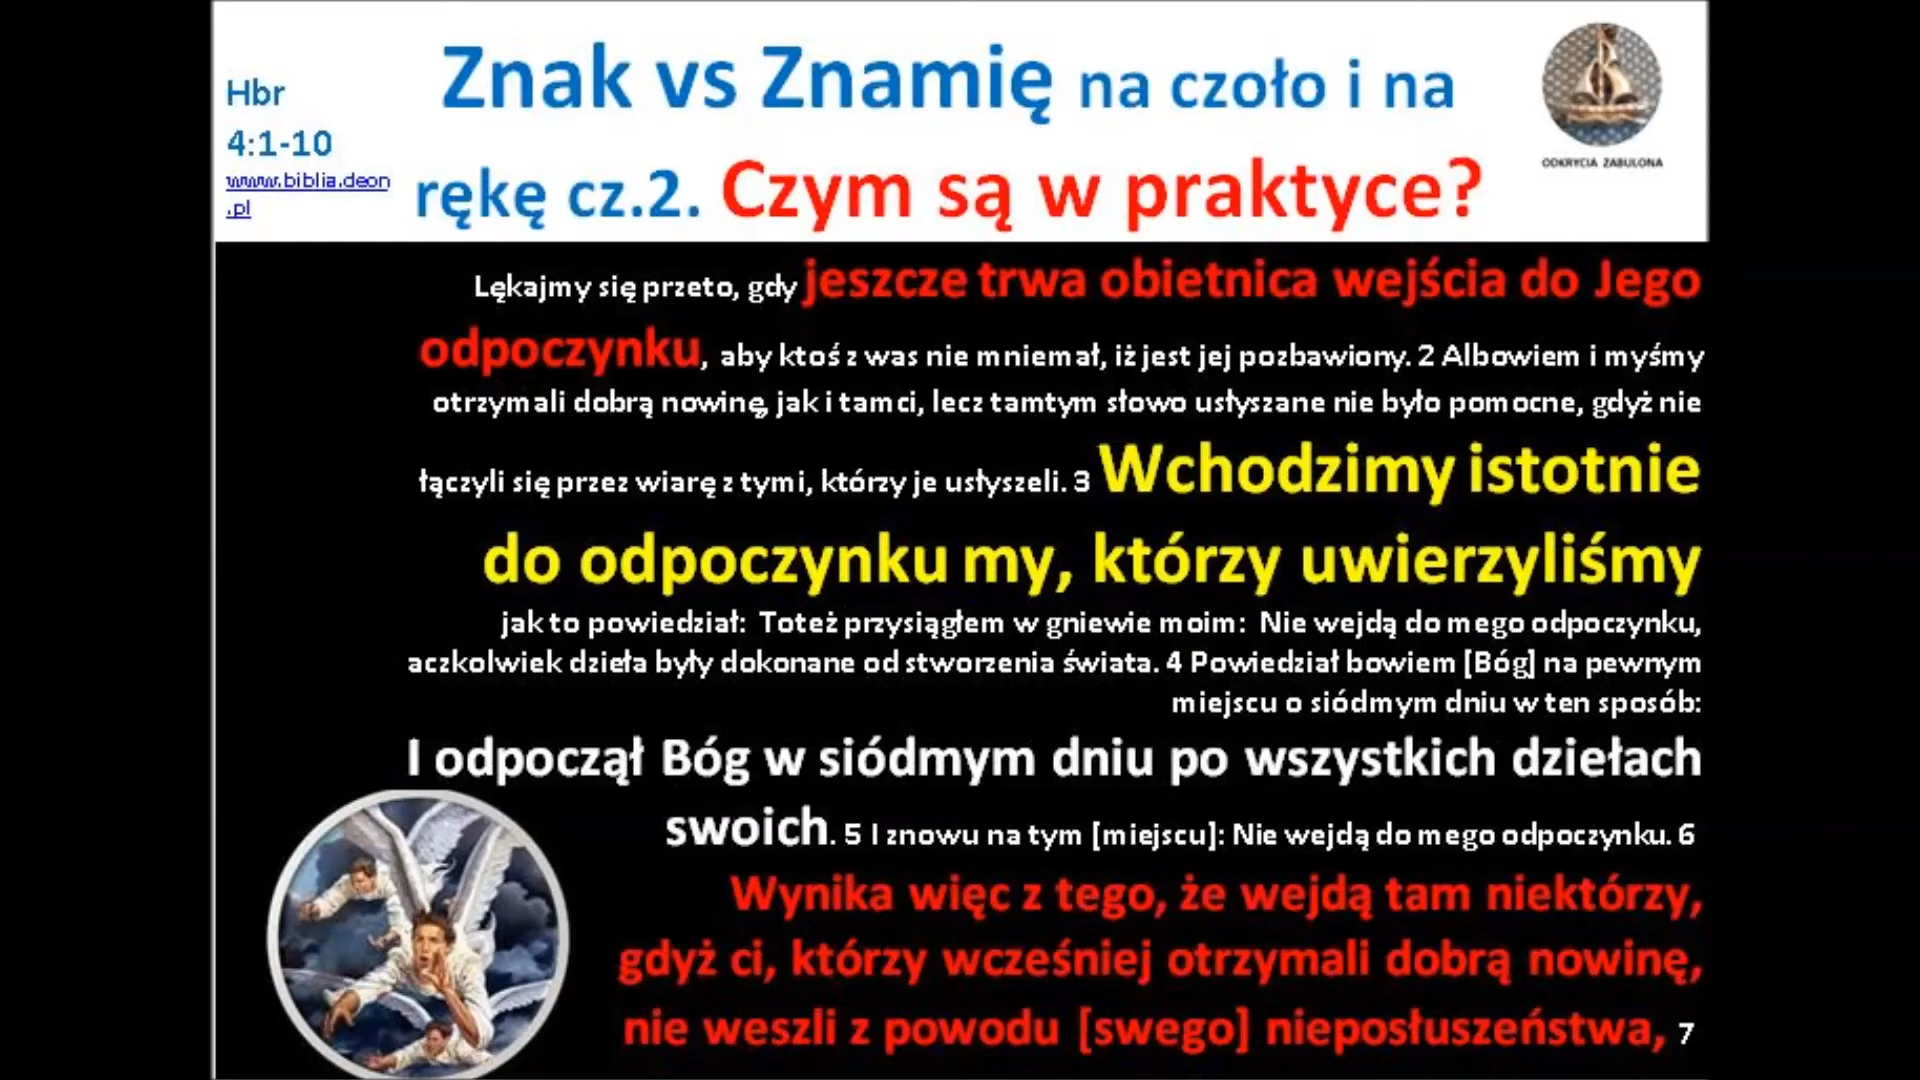 Hbr
4:1-10
www.biblia.deon
.pl
Znak vs Znamię na czoło i na
rękę cz.2. Czym są w praktyce?
ODKRYCIA ZABULONA
Lękajmy się przeto, gdy jeszcze trwa obietnica wejścia do Jego
odpoczynku, aby ktoś z was nie mniemał, iż jest jej pozbawiony. 2 Albowiem i myśmy
otrzymali dobrą nowinę, jak i tamci, lecz tamtym słowo usłyszane nie było pomocne, gdyż nie
łączyli się przez wiarę z tymi, którzy je usłyszeli. 3 Wchodzimy istotnie
do odpoczynku my, którzy uwierzyliśmy
jak to powiedział: Toteż przysiągłem w gniewie moim: Nie wejdą do mego odpoczynku,
aczkolwiek dzieła były dokonane od stworzenia świata. 4 Powiedział bowiem [Bóg] na pewnym
miejscu o siódmym dniu w ten sposób:
I odpoczął Bóg w siódmym dniu po wszystkich dziełach
swoich. 5 I znowu na tym [miejscu]: Nie wejdą do mego odpoczynku. 6
Wynika więc z tego, że wejdą tam niektórzy,
gdyż ci, którzy wcześniej otrzymali dobrą nowinę,
nie weszli z powodu [swego] nieposłuszeństwa, 7